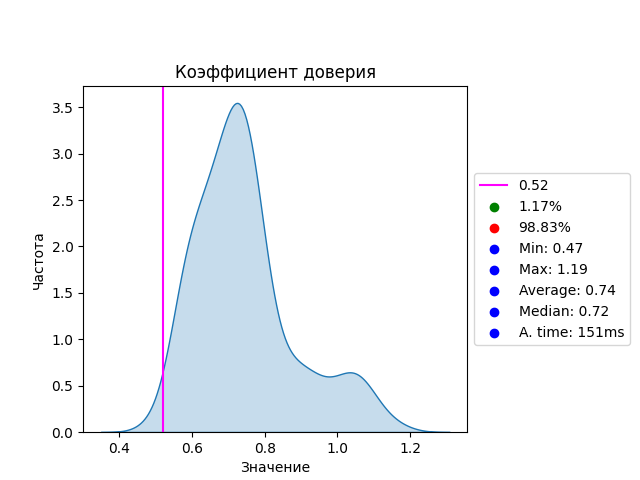 Коэффициент доверия
Частота
3.5
3.0
2.5
2.0
1.5
1.0
0.5
0.0
0.4 0.6 0.8 1.0 1.2
Значение
0.52
1.17%
98.83%
Min: 0.47
Max: 1.19
Average: 0.74
Median: 0.72
A. time: 151ms